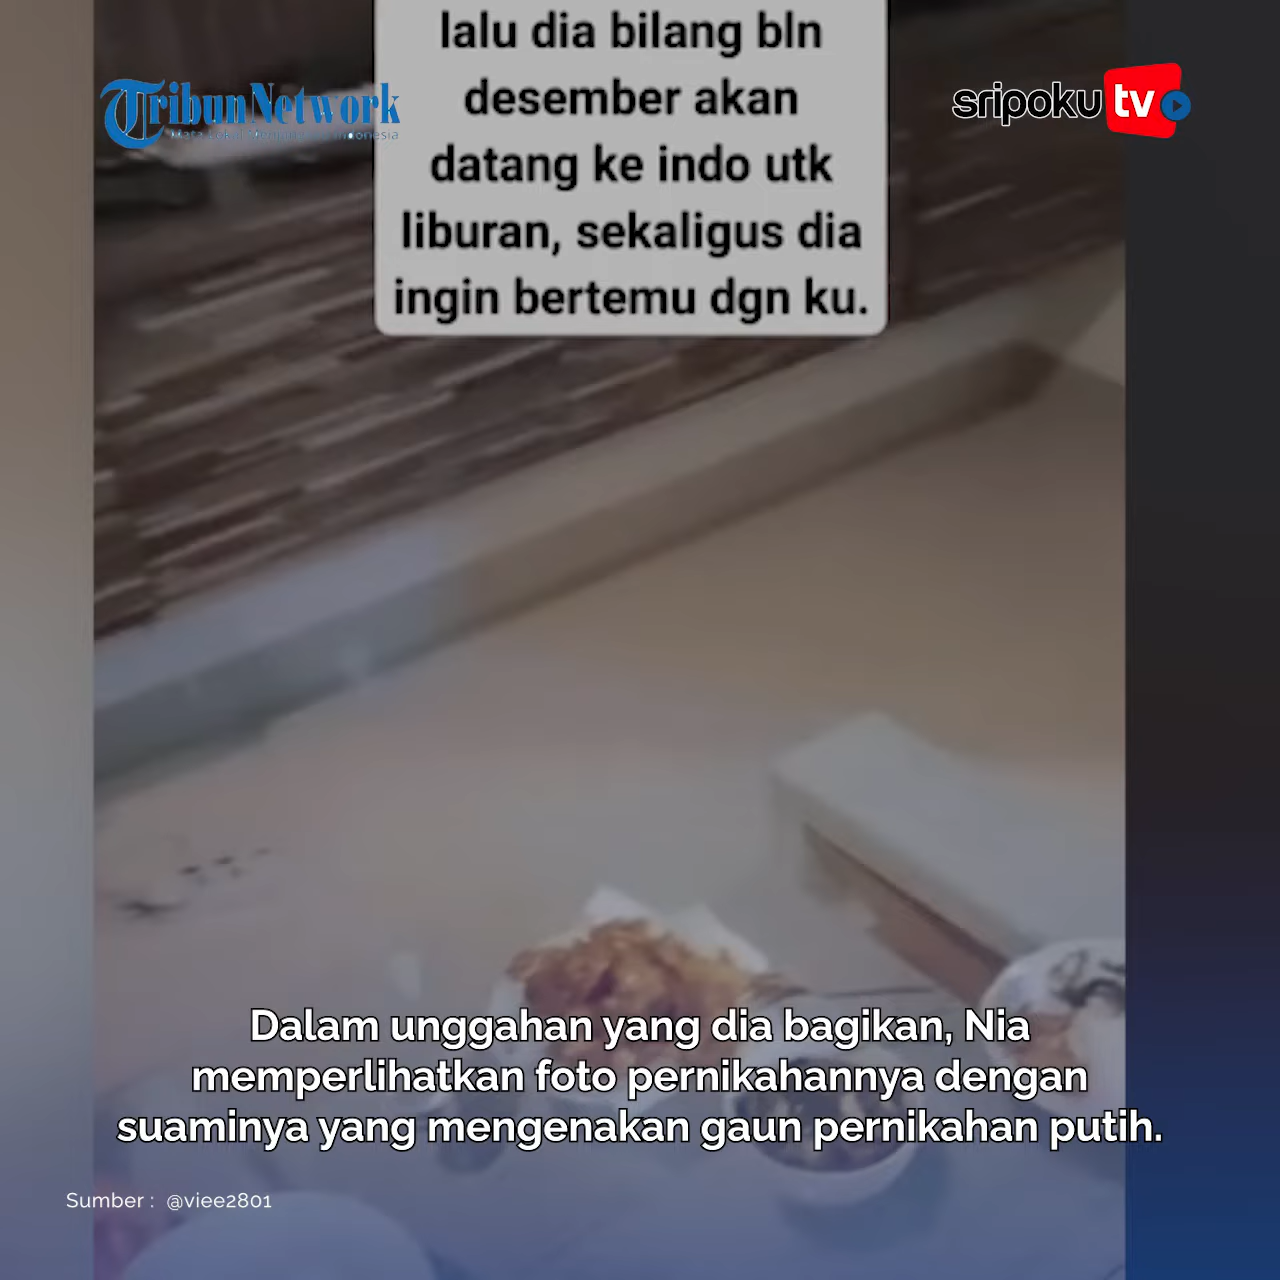 lalu dia bilang bln
desember akan
datang ke indo utk
liburan, sekaligus dia
ingin bertemu dgn ku.
TribunNetwork
sripoku tv
Dalam unggahan yang dia bagikan, Nia
memperlihatkan foto pernikahannya dengan
suaminya yang mengenakan gaun pernikahan putih.
Sumber : @viee2801